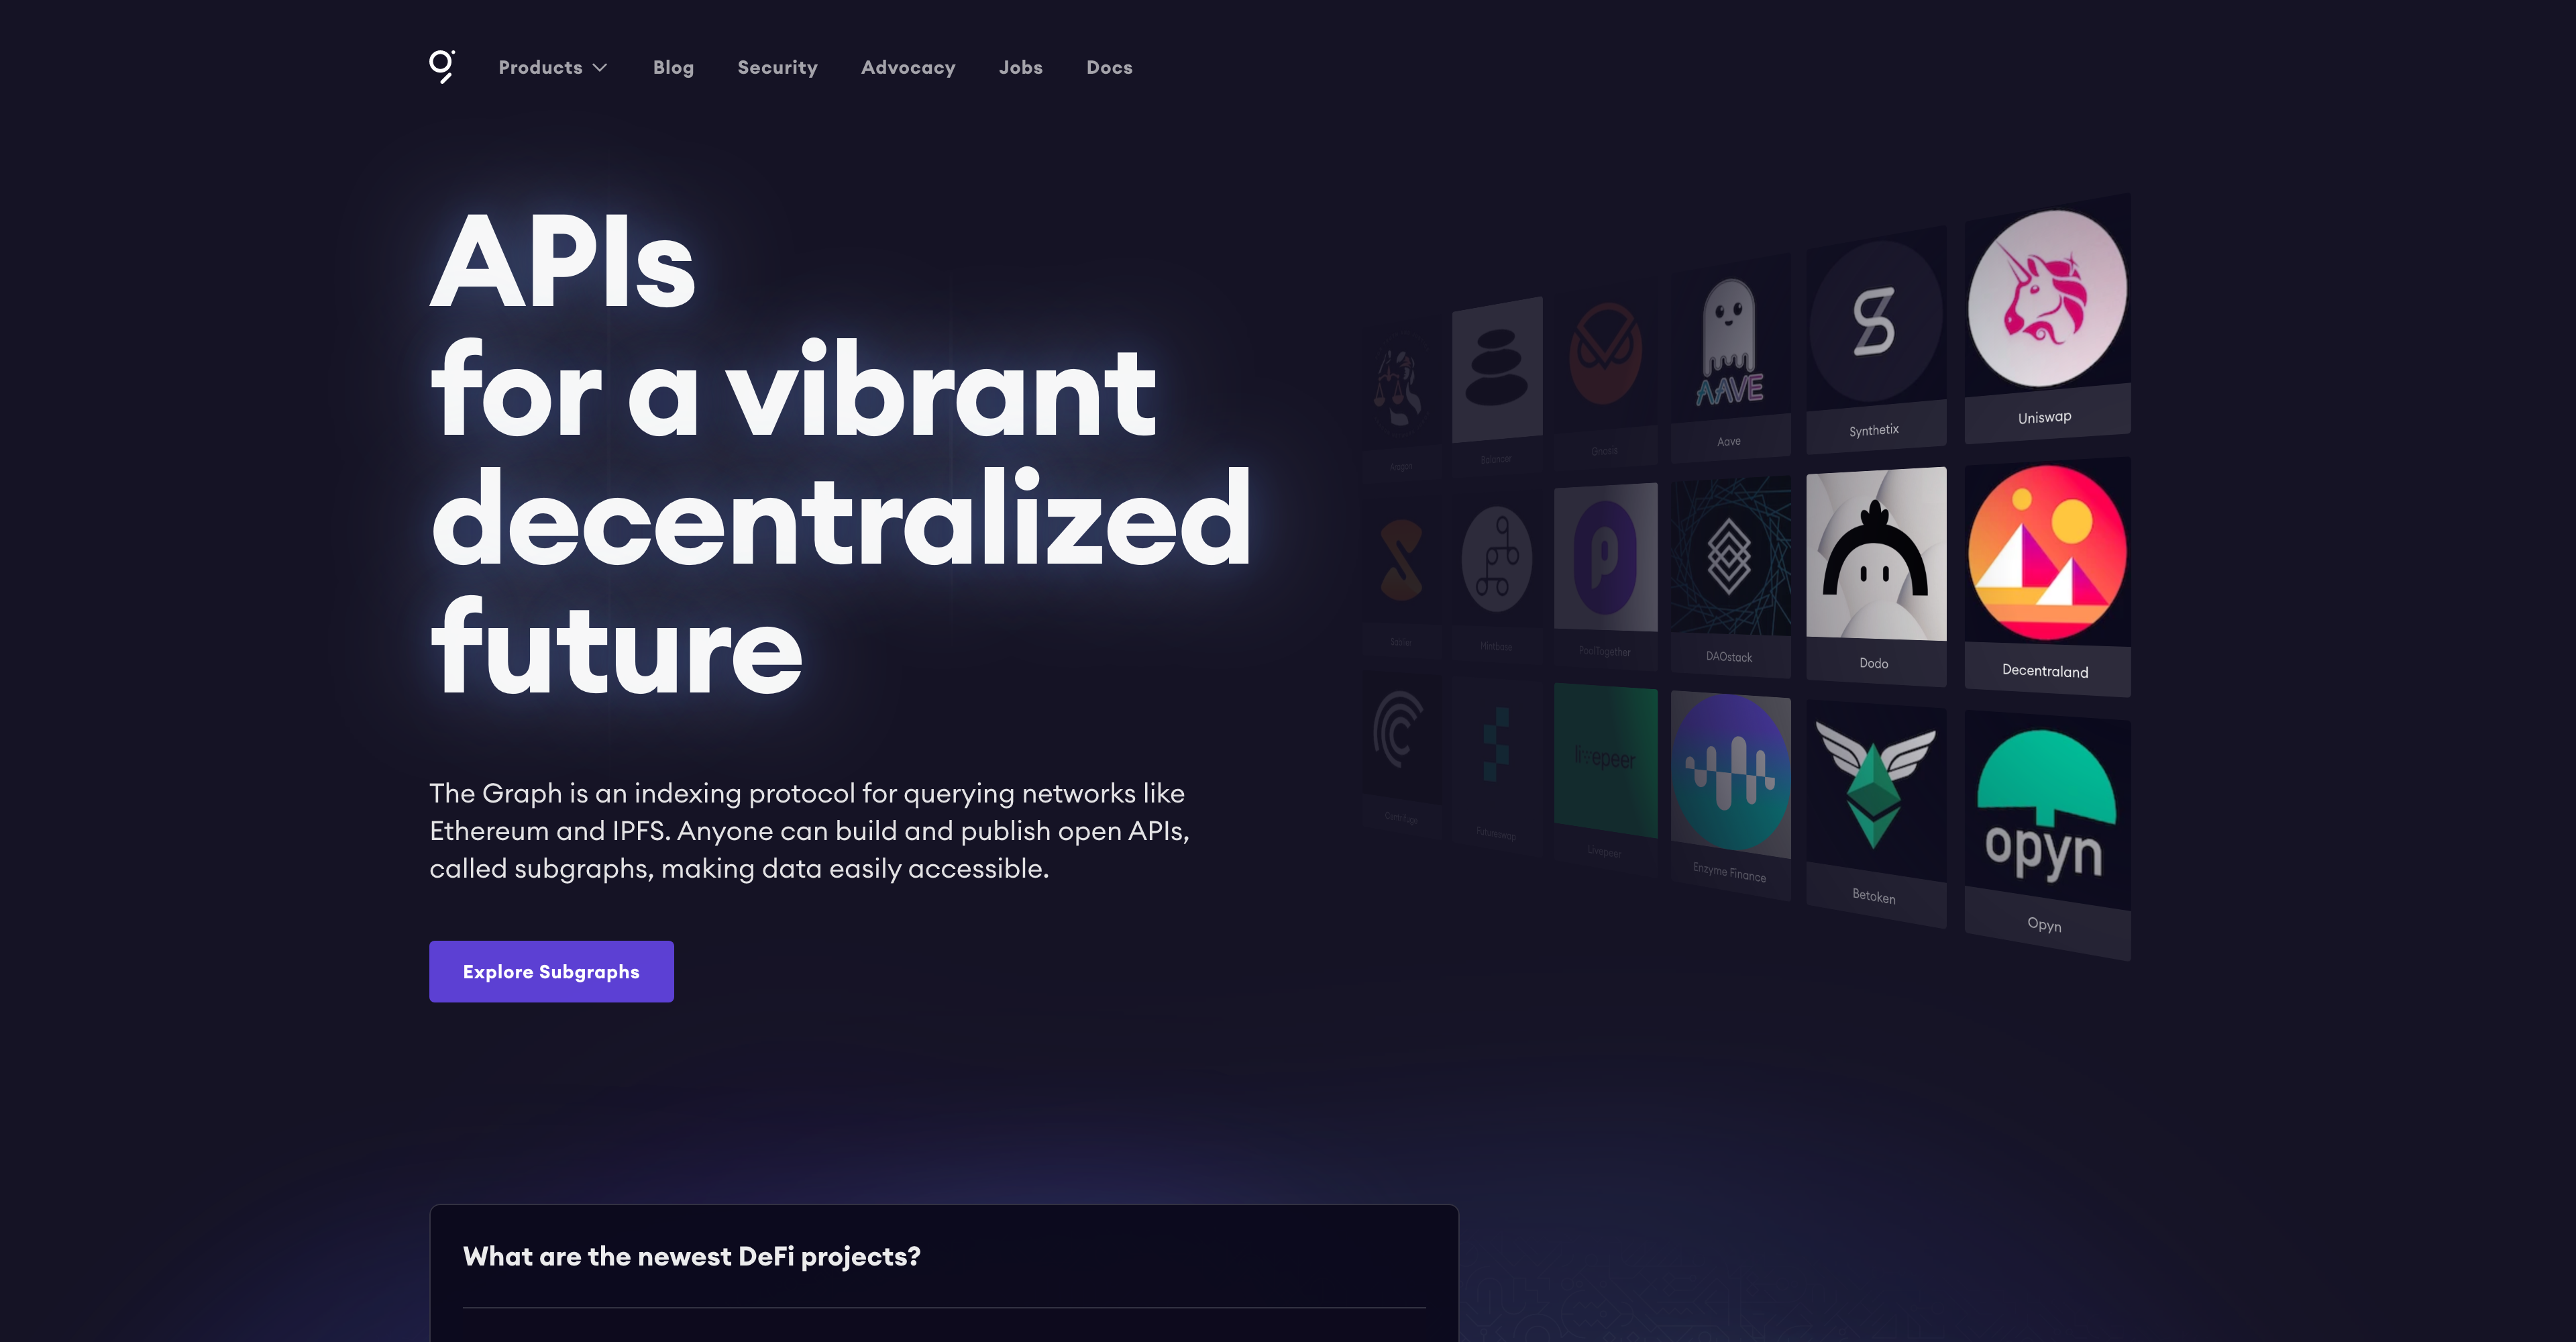 Products
Blog
Security
Advocacy
Jobs
Docs
APIs
for a vibrant
decentralized
future
The Graph is an indexing protocol for querying networks like
Ethereum and IPFS. Anyone can build and publish open APIs,
called subgraphs, making data easily accessible.
Explore Subgraphs
Aragon
Balancer
Gnosis
AAVE
Aave
Synthetix
Uniswap
Sablier
Mintbase
PoolTogether
DAOstack
Dodo
Decentraland
Centrifuge
Futureswap
livepeer
Livepeer
Enzyme Finance
Betoken
opyn
Opyn
What are the newest DeFi projects?